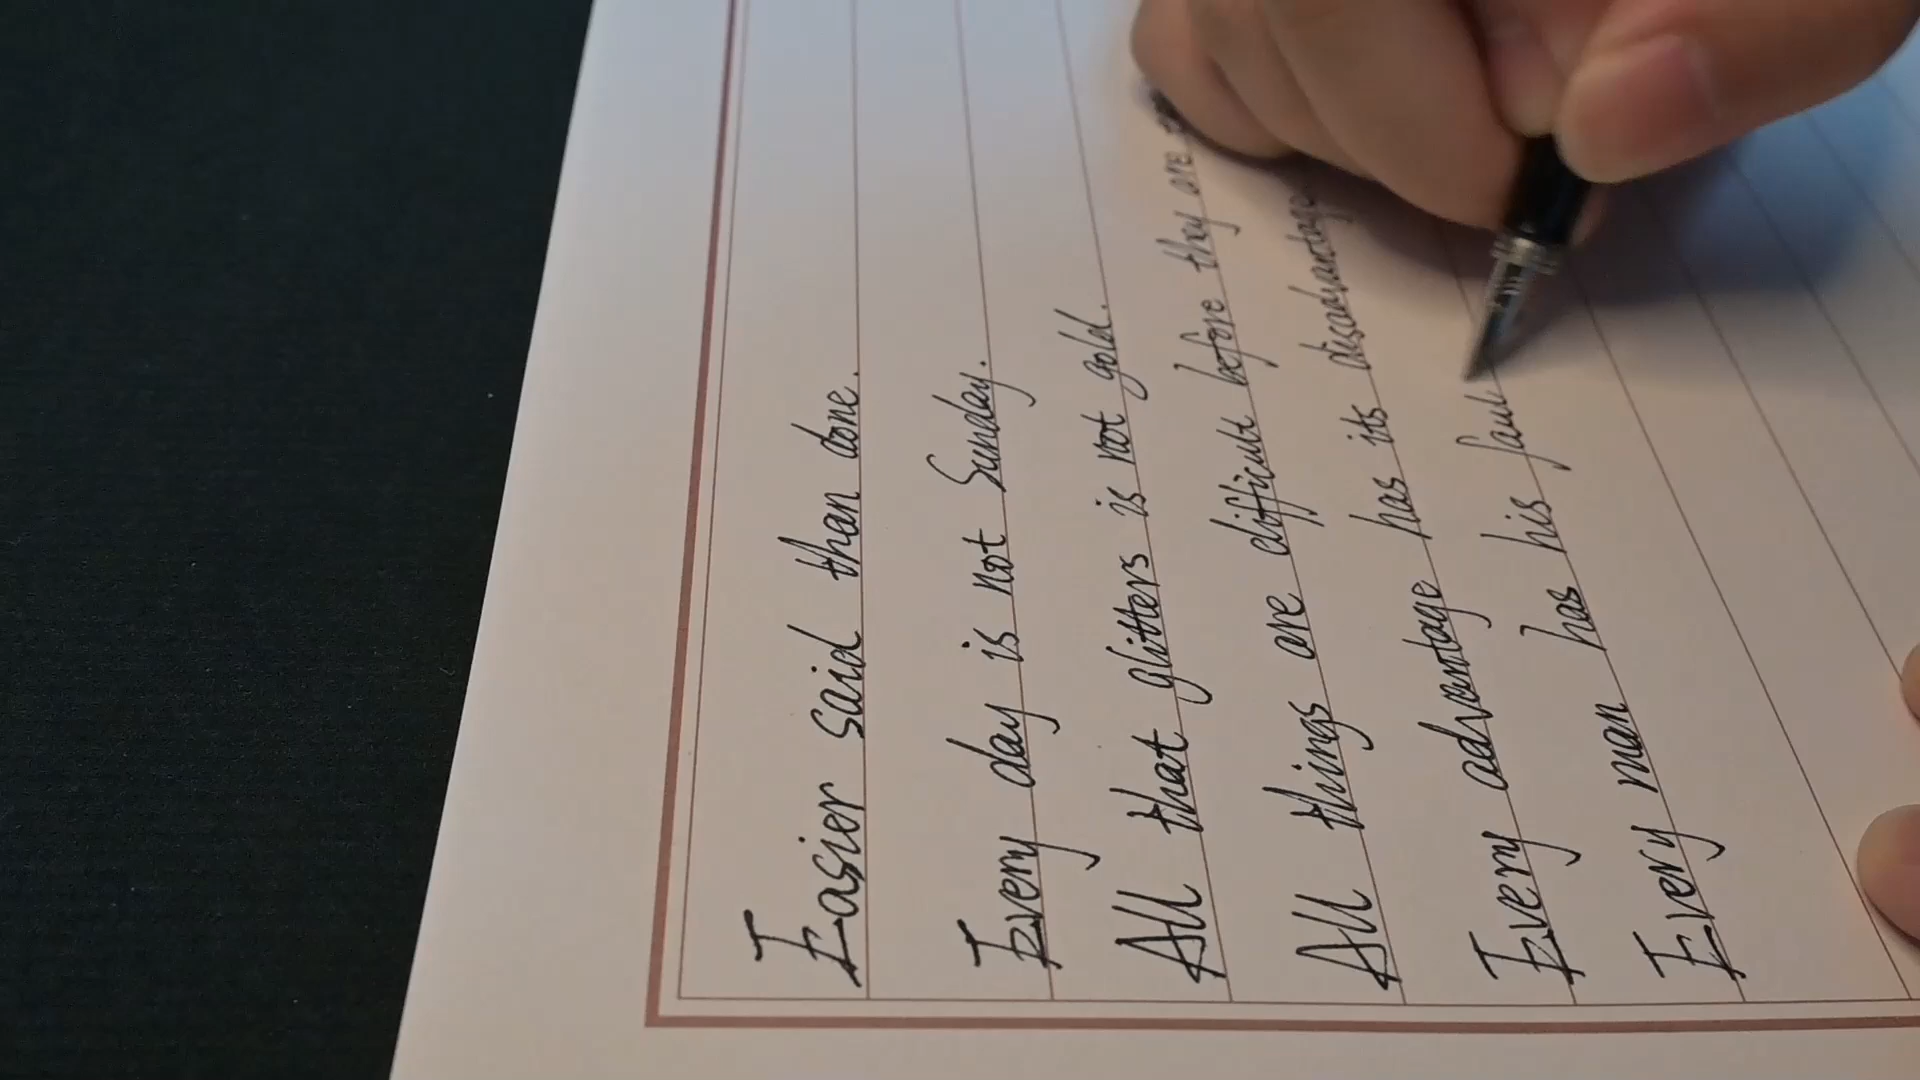 Easier said than done.
Every day is not Sunday.
All that glitters is not gold.
All things are difficult before they are
Every advantage has its disadvantage
Every man has his faul